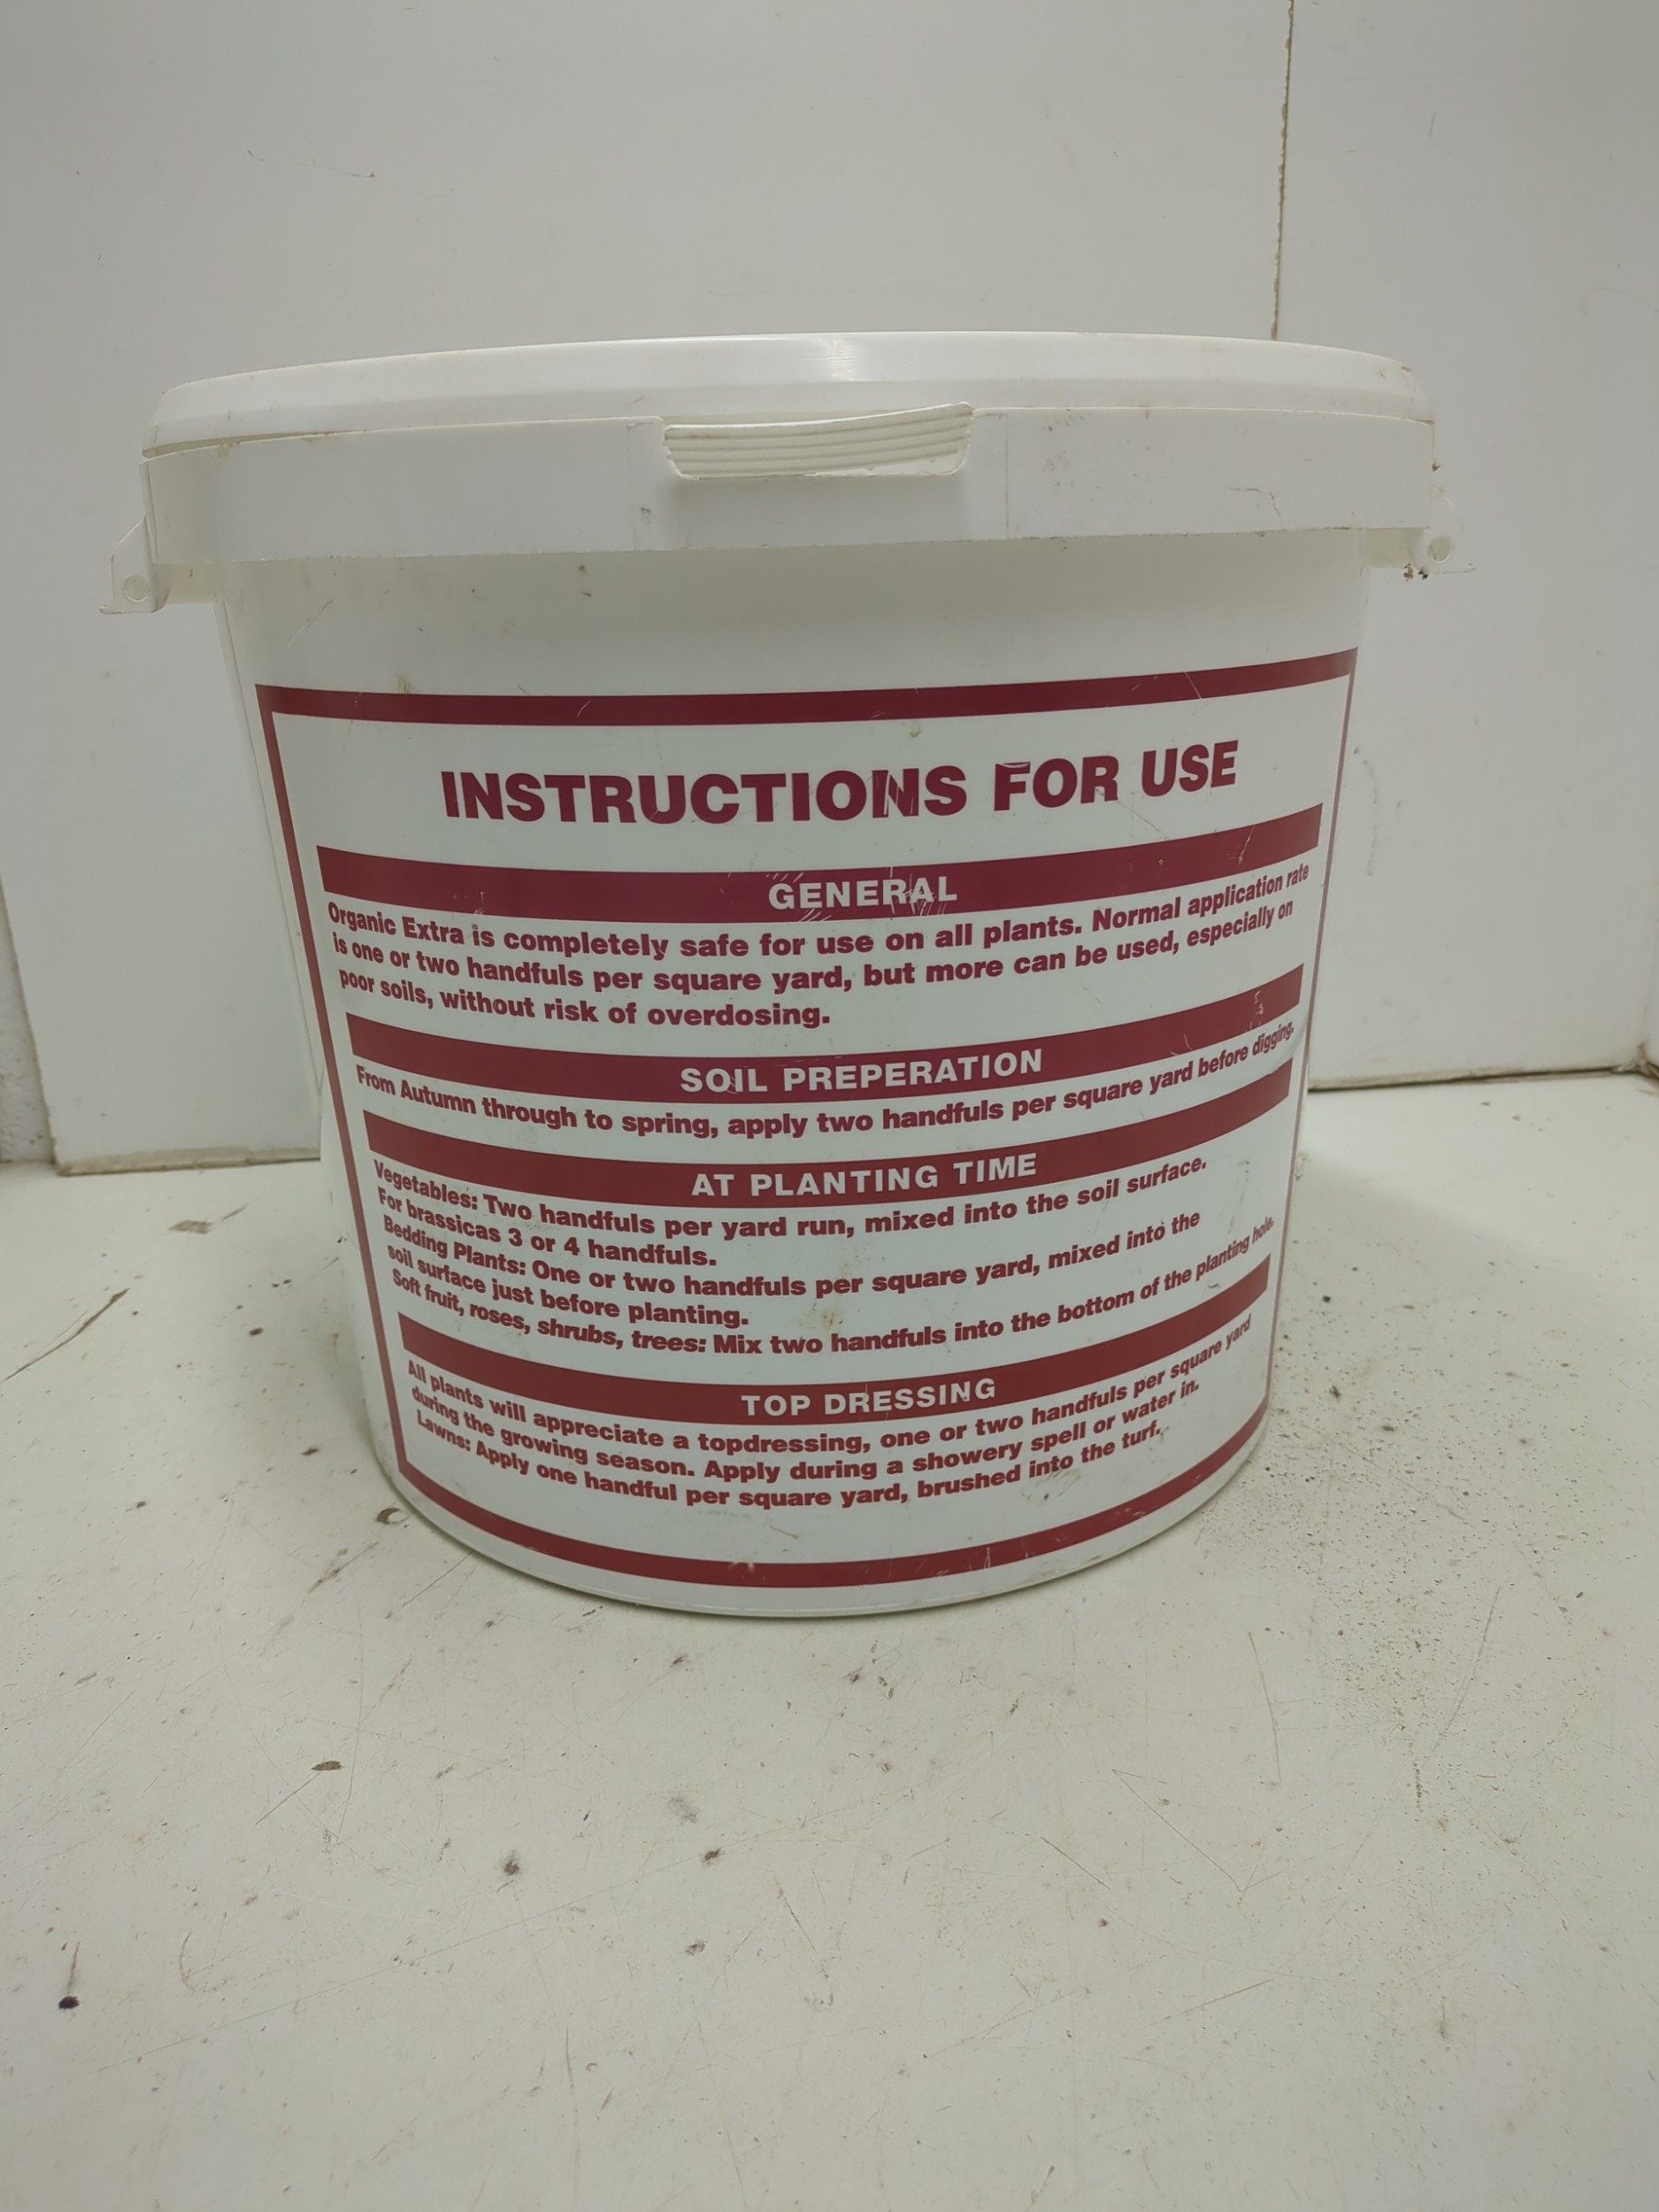 INSTRUCTIONS FOR USE
GENERAL
Organic Extra is completely safe for use on all plants. Normal application rate
is one or two handfuls per square yard, but more can be used, especially on
poor soils, without risk of overdosing.
SOIL PREPERATION
From Autumn through to spring, apply two handfuls per square yard before digging.
AT PLANTING TIME
Vegetables: Two handfuls per yard run, mixed into the soil surface.
For brassicas 3 or 4 handfuls.
Bedding Plants: One or two handfuls per square yard, mixed into the
soil surface just before planting.
Soft fruit, roses, shrubs, trees: Mix two handfuls into the bottom of the planting hole.
TOP DRESSING
All plants will appreciate a topdressing, one or two handfuls per square yard
during the growing season. Apply during a showery spell or water in.
Lawns: Apply one handful per square yard, brushed into the turf.